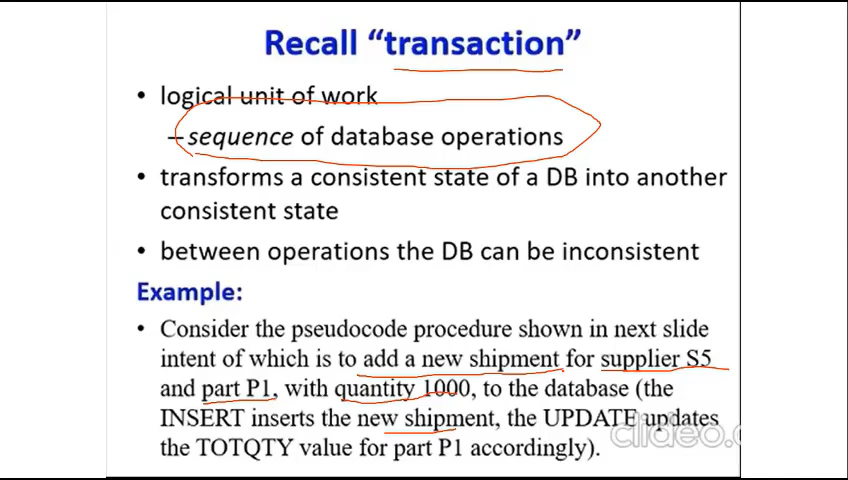 Recall “transaction”
• logical unit of work
–sequence of database operations
• transforms a consistent state of a DB into another
consistent state
• between operations the DB can be inconsistent
Example:
• Consider the pseudocode procedure shown in next slide
intent of which is to add a new shipment for supplier S5
and part P1, with quantity 1000, to the database (the
INSERT inserts the new shipment, the UPDATE updates
the TOTQTY value for part P1 accordingly).
clideo.c